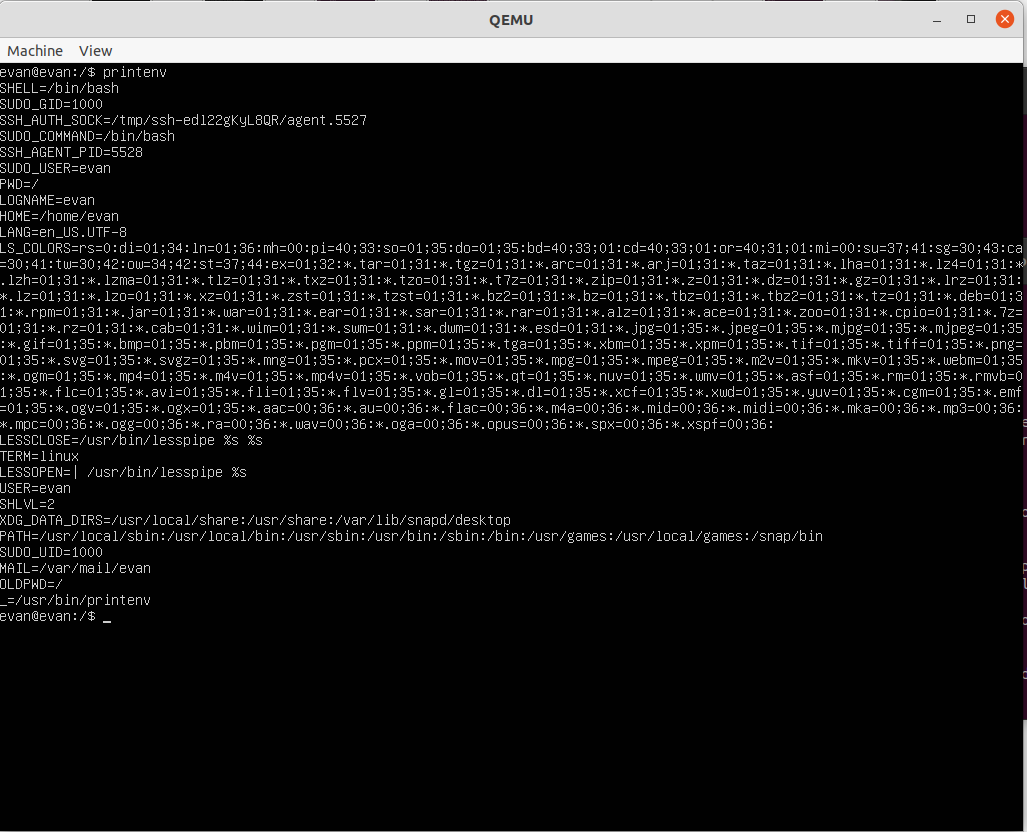 QEMU
Machine View
evan@evan:/$ printenv
SHELL=/bin/bash
SUDO_GID=1000
SSH_AUTH_SOCK=/tmp/ssh-edl22gKyL8QR/agent.5527
SUDO_COMMAND=/bin/bash
SSH_AGENT_PID=5528
SUDO_USER=evan
PWD=/
LOGNAME=evan
HOME=/home/evan
LANG=en_US.UTF-8
LS_COLORS=rs=0:di=01;34:ln=01;36:mh=00:pi=40;33:so=01;35:do=01;35:bd=40;33;01:cd=40;33;01:or=40;31;01:mi=00:su=37;41:sg=30;43:ca
=30;41:tw=30;42:ow=34;42:st=37;44:ex=01;32:*.tar=01;31:*.tgz=01;31:*.arc=01;31:*.arj=01;31:*.taz=01;31:*.lha=01;31:*.lz4=01;31:*
.lzh=01;31:*.lzma=01;31:*.tlz=01;31:*.txz=01;31:*.tzo=01;31:*.t7z=01;31:*.zip=01;31:*.z=01;31:*.dz=01;31:*.gz=01;31:*.lrz=01;31:
*.lz=01;31:*.lzo=01;31:*.xz=01;31:*.zst=01;31:*.tzst=01;31:*.bz2=01;31:*.bz=01;31:*.tbz=01;31:*.tbz2=01;31:*.tz=01;31:*.deb=01;3
1:*.rpm=01;31:*.jar=01;31:*.war=01;31:*.ear=01;31:*.sar=01;31:*.rar=01;31:*.alz=01;31:*.ace=01;31:*.zoo=01;31:*.cpio=01;31:*.7z=
01;31:*.rz=01;31:*.cab=01;31:*.wim=01;31:*.swm=01;31:*.dwm=01;31:*.esd=01;31:*.jpg=01;35:*.jpeg=01;35:*.mjpg=01;35:*.mjpeg=01;35
:*.gif=01;35:*.bmp=01;35:*.pbm=01;35:*.pgm=01;35:*.ppm=01;35:*.tga=01;35:*.xbm=01;35:*.xpm=01;35:*.tif=01;35:*.tiff=01;35:*.png=
01;35:*.svg=01;35:*.svgz=01;35:*.mng=01;35:*.pcx=01;35:*.mov=01;35:*.mpg=01;35:*.mpeg=01;35:*.m2v=01;35:*.mkv=01;35:*.webm=01;35
:*.ogm=01;35:*.mp4=01;35:*.m4v=01;35:*.mp4v=01;35:*.vob=01;35:*.qt=01;35:*.nuv=01;35:*.wmv=01;35:*.asf=01;35:*.rm=01;35:*.rmvb=0
1;35:*.flc=01;35:*.avi=01;35:*.fli=01;35:*.flv=01;35:*.gl=01;35:*.dl=01;35:*.xcf=01;35:*.xwd=01;35:*.yuv=01;35:*.cgm=01;35:*.emf
=01;35:*.ogv=01;35:*.ogx=01;35:*.aac=00;36:*.au=00;36:*.flac=00;36:*.m4a=00;36:*.mid=00;36:*.midi=00;36:*.mka=00;36:*.mp3=00;36:
*.mpc=00;36:*.ogg=00;36:*.ra=00;36:*.wav=00;36:*.oga=00;36:*.opus=00;36:*.spx=00;36:*.xspf=00;36:
LESSCLOSE=/usr/bin/lesspipe %s %s
TERM=linux
LESSOPEN=| /usr/bin/lesspipe %s
USER=evan
SHLVL=2
XDG_DATA_DIRS=/usr/local/share:/usr/share:/var/lib/snapd/desktop
PATH=/usr/local/sbin:/usr/local/bin:/usr/sbin:/usr/bin:/sbin:/bin:/usr/games:/usr/local/games:/snap/bin
SUDO_UID=1000
MAIL=/var/mail/evan
OLDPWD=/
_=/usr/bin/printenv
evan@evan:/$ _